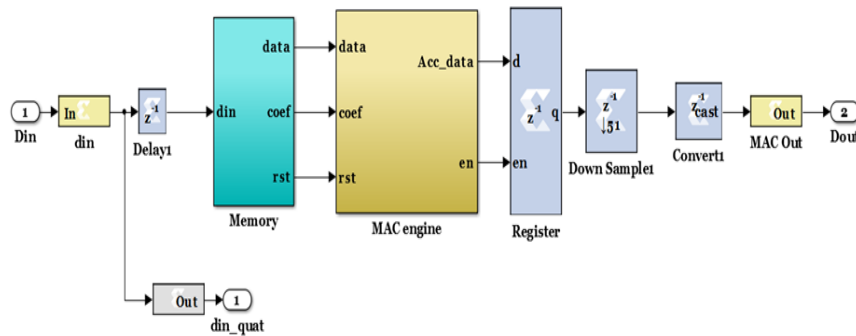 1
Din
In
din
z⁻¹
Delay1
din
data
coef
rst
Memory
data
coef
rst
Acc_data
en
MAC engine
d
z⁻¹
q
en
Register
z⁻¹
↓51
Down Sample1
z⁻¹
cast
Convert1
Out
MAC Out
2
Dout
Out
1
din_quat